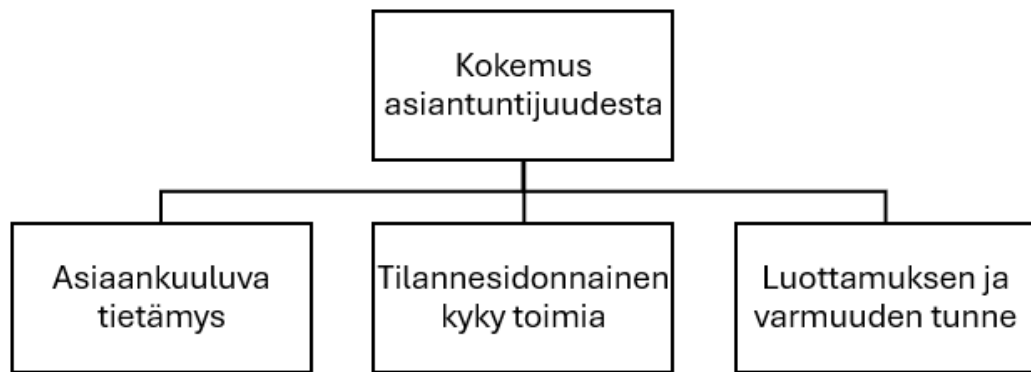 Kokemus
asiantuntijuudesta
Asiaankuuluva
tietämys
Tilannesidonnainen
kyky toimia
Luottamuksen ja
varmuuden tunne